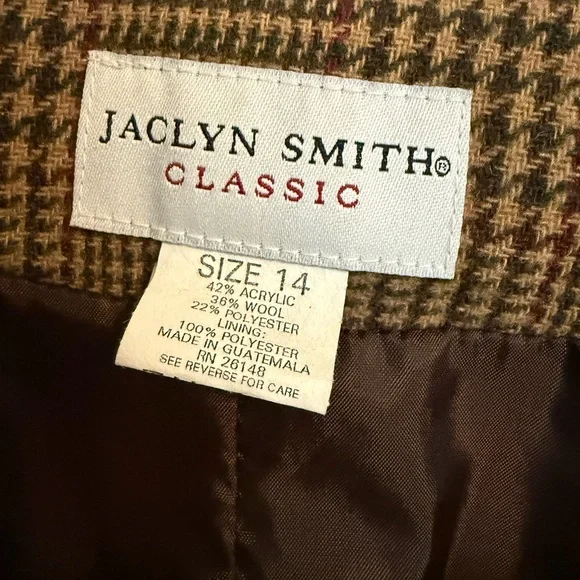 JACLYN SMITH®
CLASSIC
SIZE 14
42% ACRYLIC
36% WOOL
22% POLYESTER
LINING:
100% POLYESTER
MADE IN GUATEMALA
RN 26148
SEE REVERSE FOR CARE